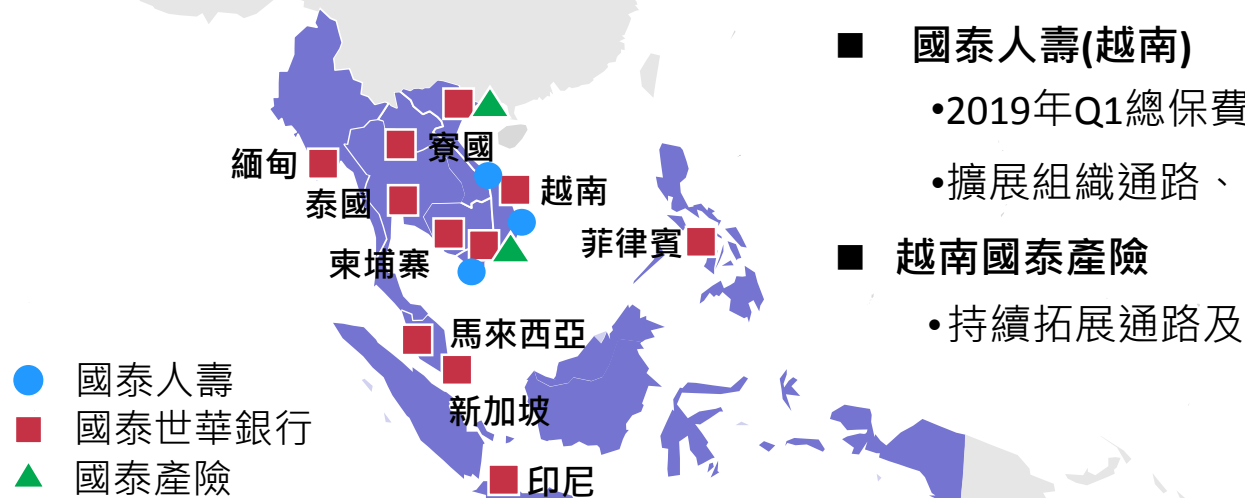 寮國
緬甸
越南
泰國
菲律賓
柬埔寨
馬來西亞
新加坡
印尼
● 國泰人壽
■ 國泰世華銀行
▲ 國泰產險
■ 國泰人壽(越南)
•2019年Q1總保費
•擴展組織通路、
■ 越南國泰產險
•持續拓展通路及